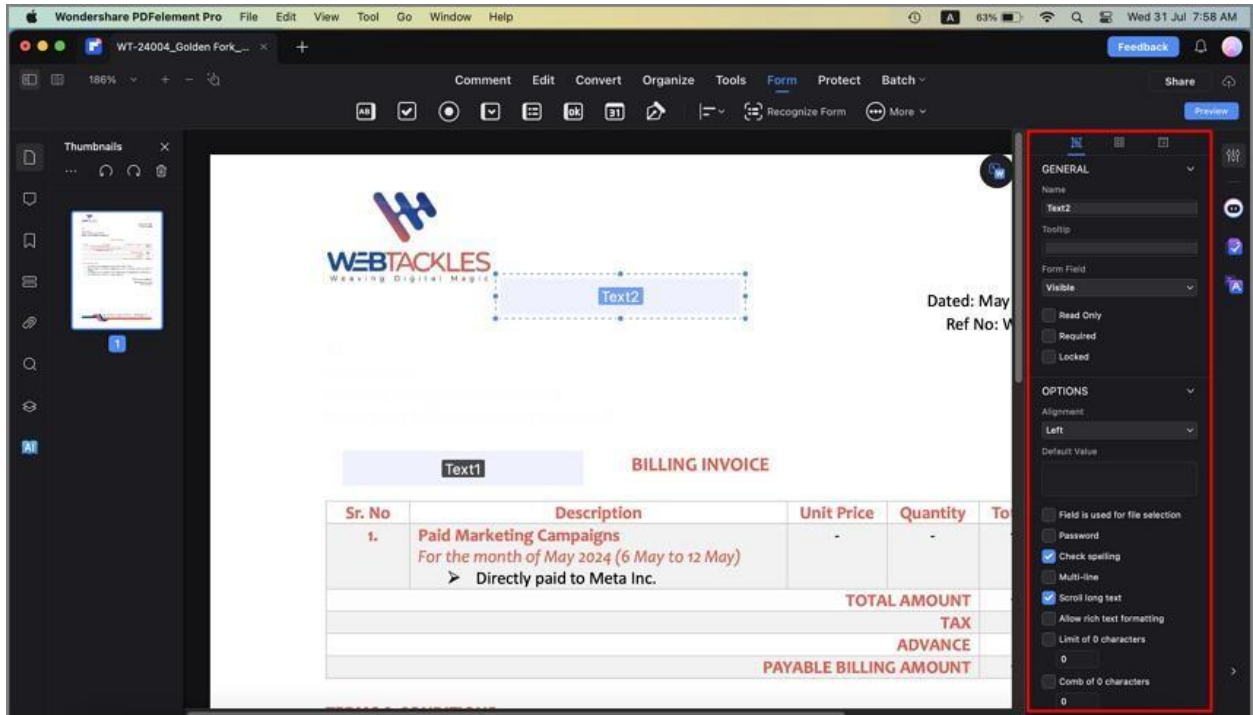 Wondershare PDFelement Pro File Edit View Tool Go Window Help A 63% Wed 31 Jul 7:58 AM
WT-24004_Golden Fork_... × + Feedback
186% + − Comment Edit Convert Organize Tools Form Protect Batch Share
AB ok 31 Recognize Form More Preview
Thumbnails ×
...
1
AI
WEBTACKLES
Weaving Digital Magic
Text2
Dated: May
Ref No: W
Text1
BILLING INVOICE
Sr. No Description Unit Price Quantity To
1. Paid Marketing Campaigns - -
For the month of May 2024 (6 May to 12 May)
➢ Directly paid to Meta Inc.
TOTAL AMOUNT
TAX
ADVANCE
PAYABLE BILLING AMOUNT
W
GENERAL
Name
Text2
Tooltip
Form Field
Visible
Read Only
Required
Locked
OPTIONS
Alignment
Left
Default Value
Field is used for file selection
Password
Check spelling
Multi-line
Scroll long text
Allow rich text formatting
Limit of 0 characters
0
Comb of 0 characters
0
A